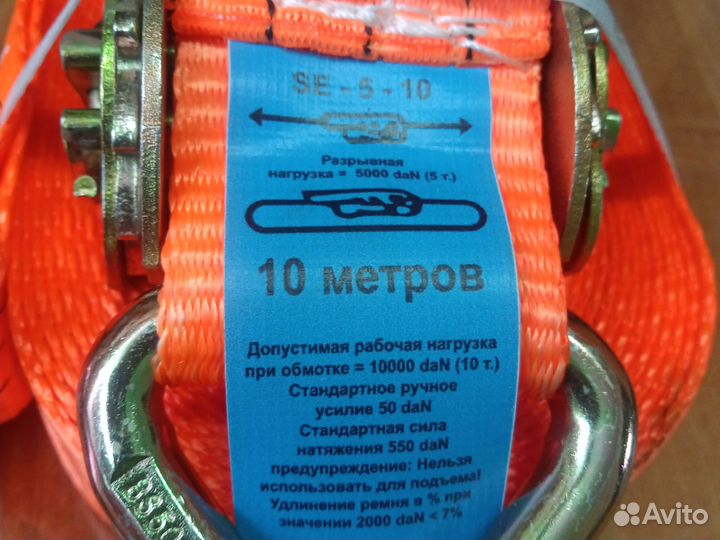 SE - 5 - 10
Разрывная
нагрузка = 5000 daN (5 т.)
10 метров
Допустимая рабочая нагрузка
при обмотке = 10000 daN (10 т.)
Стандартное ручное
усилие 50 daN
Стандартная сила
натяжения 550 daN
предупреждение: Нельзя
использовать для подъема!
Удлинение ремня в % при
значении 2000 daN < 7%
Avito